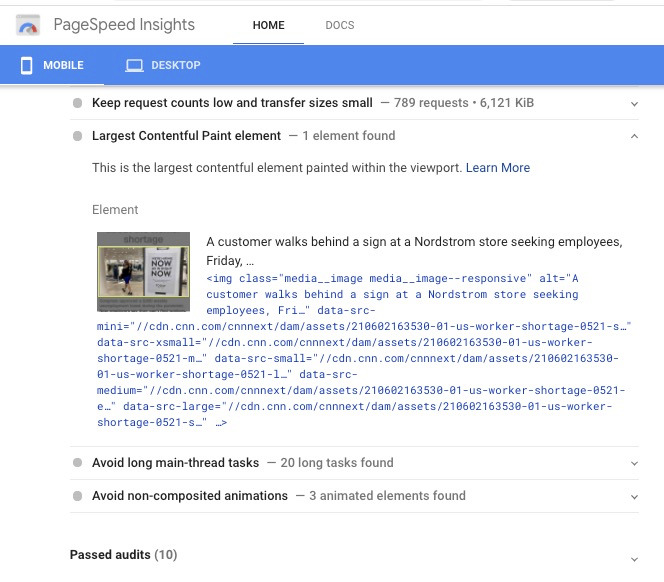 PageSpeed Insights
HOME
DOCS
MOBILE
DESKTOP
Keep request counts low and transfer sizes small — 789 requests • 6,121 KiB
Largest Contentful Paint element — 1 element found
This is the largest contentful element painted within the viewport. Learn More
Element
shortage
NOW
A customer walks behind a sign at a Nordstrom store seeking employees,
Friday, …
<img class="media__image media__image--responsive" alt="A
customer walks behind a sign at a Nordstrom store seeking
employees, Fri…" data-src-
mini="//cdn.cnn.com/cnnnext/dam/assets/210602163530-01-us-worker-shortage-0521-s…"
data-src-xsmall="//cdn.cnn.com/cnnnext/dam/assets/210602163530-01-us-worker-
shortage-0521-m…" data-src-small="//cdn.cnn.com/cnnnext/dam/assets/210602163530-
01-us-worker-shortage-0521-l…" data-src-
medium="//cdn.cnn.com/cnnnext/dam/assets/210602163530-01-us-worker-shortage-0521-
e…" data-src-large="//cdn.cnn.com/cnnnext/dam/assets/210602163530-01-us-worker-
shortage-0521-s…" …>
Avoid long main-thread tasks — 20 long tasks found
Avoid non-composited animations — 3 animated elements found
Passed audits (10)